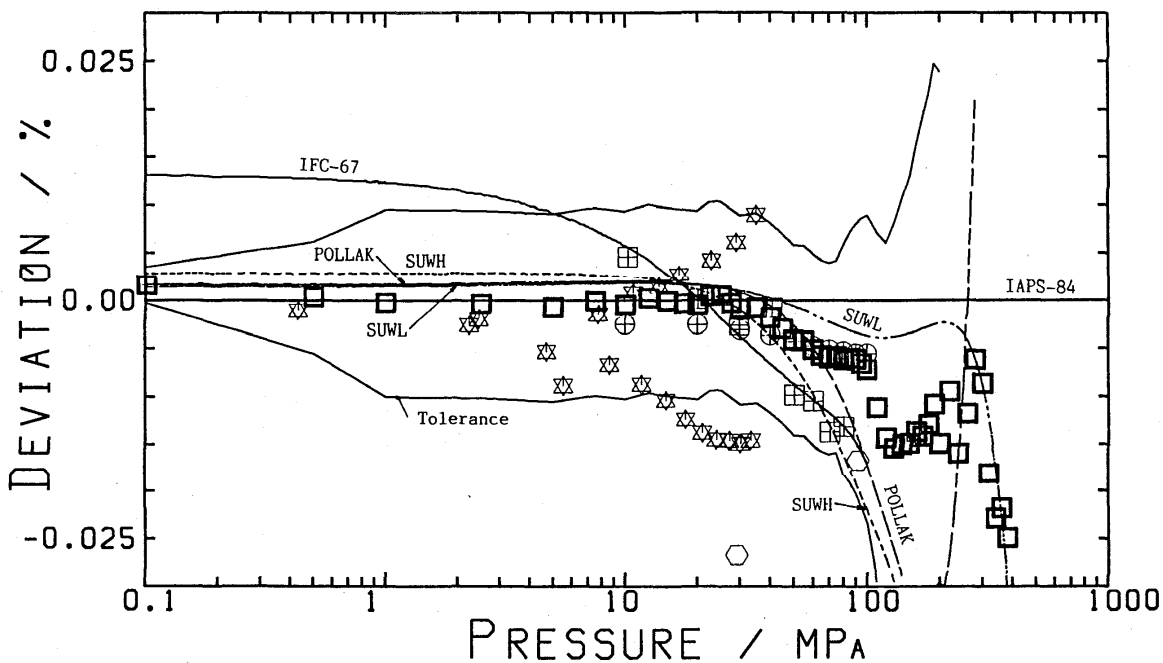 0.025
IFC-67
POLLAK
SUWH
0.00
IAPS-84
SUWL
SUWL
Tolerance
POLLAK
SUWH
-0.025
DEVIATION / %
0.1
1
10
100
1000
PRESSURE / MPA